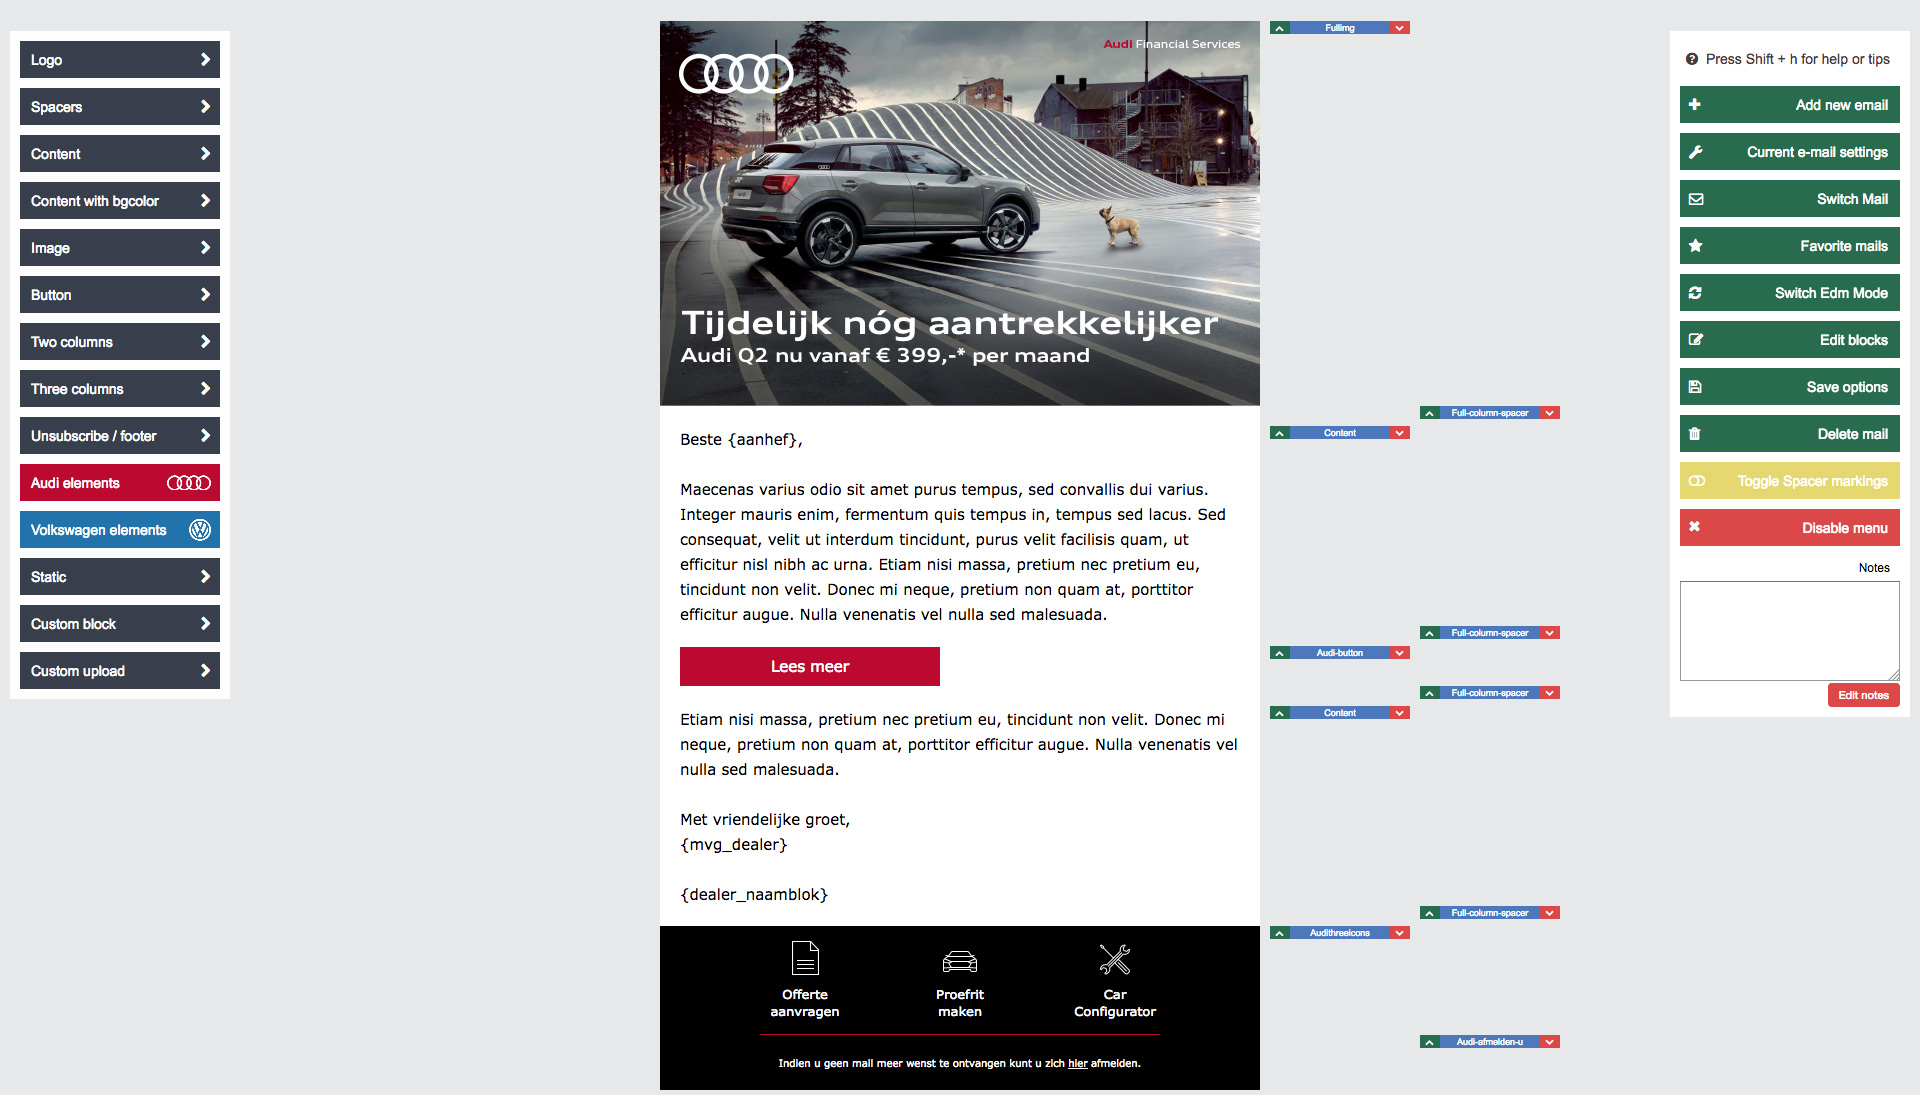 Logo
Spacers
Content
Content with bgcolor
Image
Button
Two columns
Three columns
Unsubscribe / footer
Audi elements
Volkswagen elements
Static
Custom block
Custom upload
Audi Financial Services
Tijdelijk nóg aantrekkelijker
Audi Q2 nu vanaf € 399,-* per maand
Beste {aanhef},
Maecenas varius odio sit amet purus tempus, sed convallis dui varius.
Integer mauris enim, fermentum quis tempus in, tempus sed lacus. Sed
consequat, velit ut interdum tincidunt, purus velit facilisis quam, ut
efficitur nisl nibh ac urna. Etiam nisi massa, pretium nec pretium eu,
tincidunt non velit. Donec mi neque, pretium non quam at, porttitor
efficitur augue. Nulla venenatis vel nulla sed malesuada.
Lees meer
Etiam nisi massa, pretium nec pretium eu, tincidunt non velit. Donec mi
neque, pretium non quam at, porttitor efficitur augue. Nulla venenatis vel
nulla sed malesuada.
Met vriendelijke groet,
{mvg_dealer}
{dealer_naamblok}
Offerte
aanvragen
Proefrit
maken
Car
Configurator
Indien u geen mail meer wenst te ontvangen kunt u zich hier afmelden.
Fullimg
Full-column-spacer
Content
Full-column-spacer
Audi-button
Full-column-spacer
Content
Full-column-spacer
Audithreeicons
Audi-afmelden-u
Press Shift + h for help or tips
Add new email
Current e-mail settings
Switch Mail
Favorite mails
Switch Edm Mode
Edit blocks
Save options
Delete mail
Toggle Spacer markings
Disable menu
Notes
Edit notes